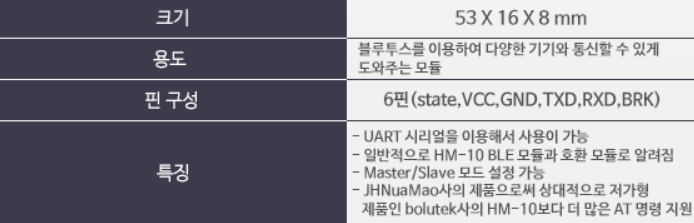 크기
53 X 16 X 8 mm
용도
블루투스를 이용하여 다양한 기기와 통신할 수 있게
도와주는 모듈
핀 구성
6핀(state,VCC,GND,TXD,RXD,BRK)
특징
- UART 시리얼을 이용해서 사용이 가능
- 일반적으로 HM-10 BLE 모듈과 호환 모듈로 알려짐
- Master/Slave 모드 설정 가능
- JHNuaMao사의 제품으로써 상대적으로 저가형
제품인 bolutek사의 HM-10보다 더 많은 AT 명령 지원